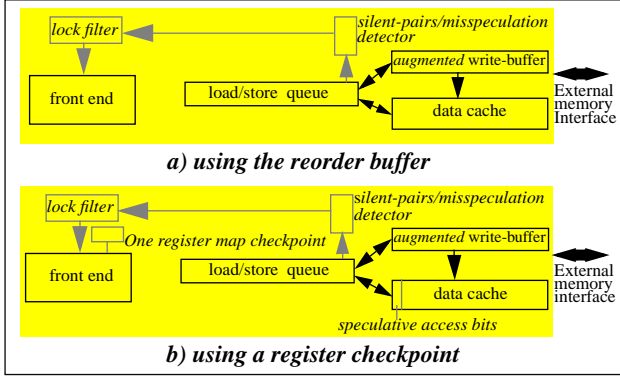 silent-pairs/misspeculation
detector
lock filter
augmented write-buffer
front end
load/store queue
data cache
External
memory
Interface
a) using the reorder buffer
silent-pairs/misspeculation
detector
lock filter
One register map checkpoint
augmented write-buffer
front end
load/store queue
data cache
External
memory
interface
speculative access bits
b) using a register checkpoint